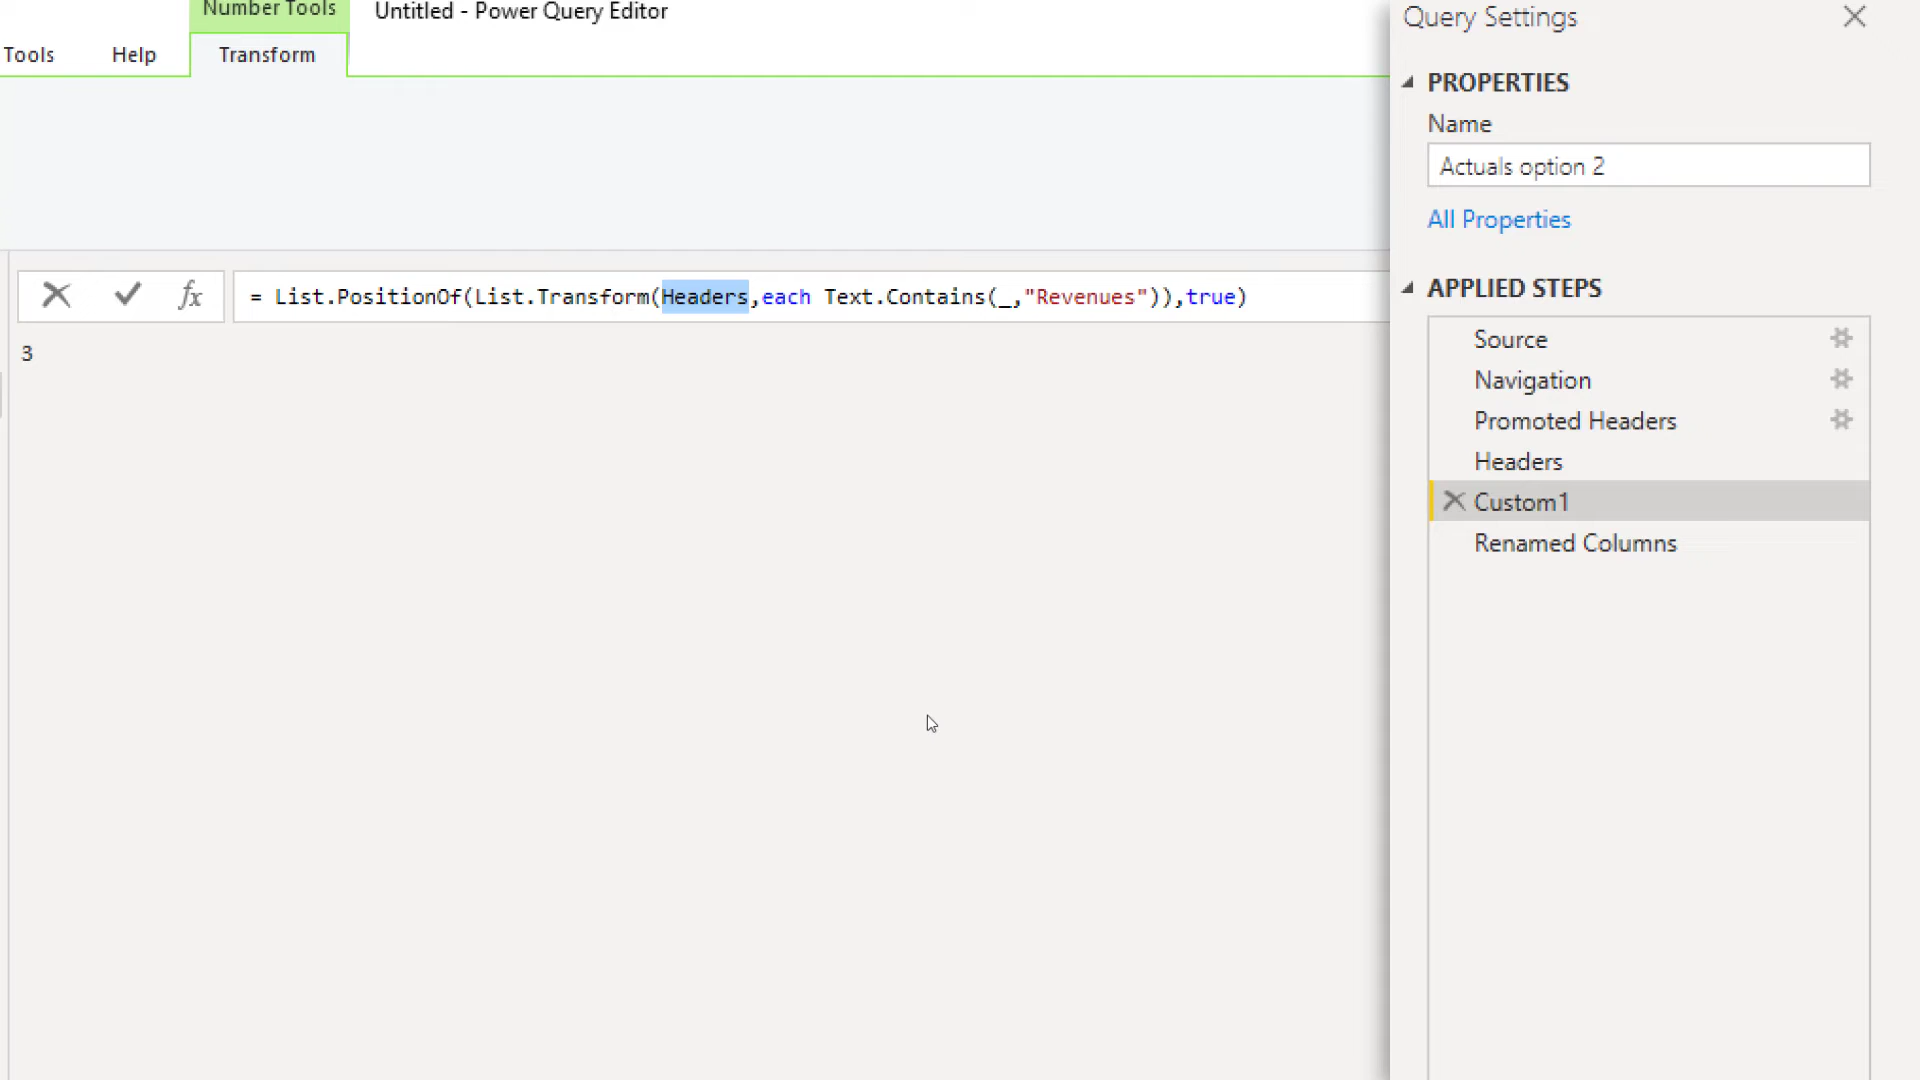 Number Tools
Untitled - Power Query Editor
Tools
Help
Transform
= List.PositionOf(List.Transform(Headers,each Text.Contains(_,"Revenues")),true)
3
Query Settings
PROPERTIES
Name
Actuals option 2
All Properties
APPLIED STEPS
Source
Navigation
Promoted Headers
Headers
Custom1
Renamed Columns